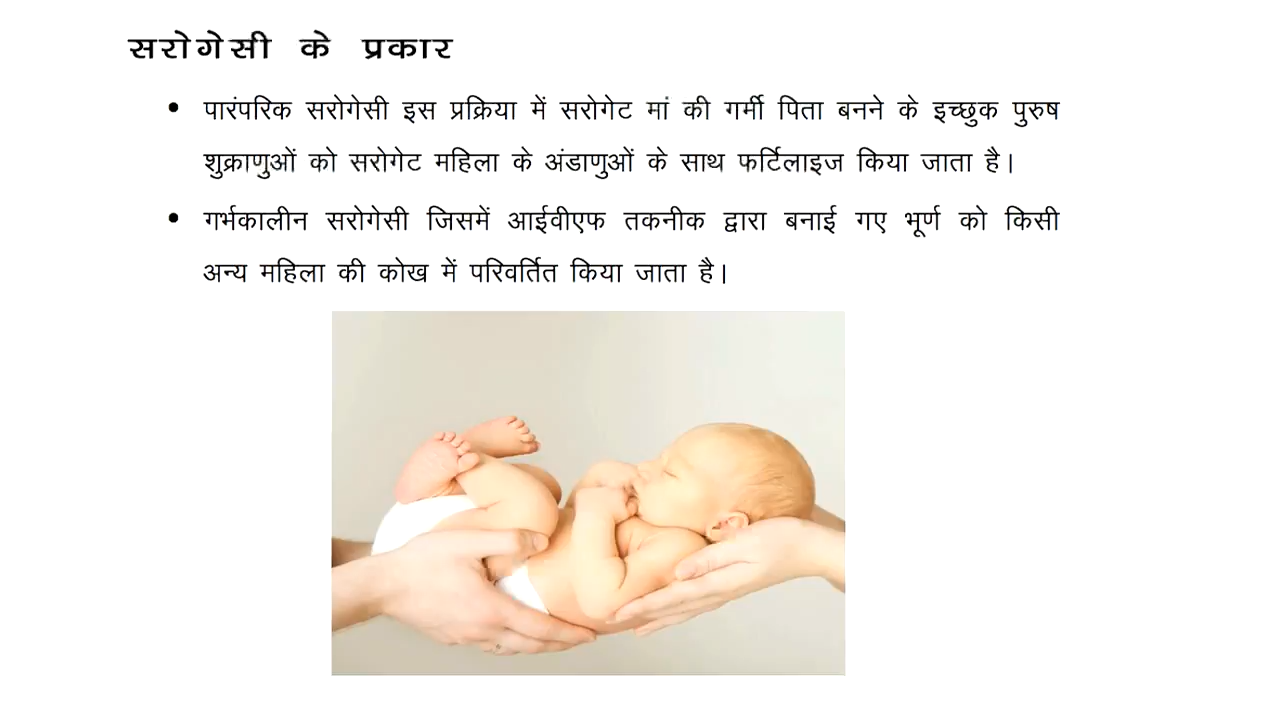 सरोगेसी के प्रकार
• पारंपरिक सरोगेसी इस प्रक्रिया में सरोगेट मां की गर्मी पिता बनने के इच्छुक पुरुष
शुक्राणुओं को सरोगेट महिला के अंडाणुओं के साथ फर्टिलाइज किया जाता है।
• गर्भकालीन सरोगेसी जिसमें आईवीएफ तकनीक द्वारा बनाई गए भूर्ण को किसी
अन्य महिला की कोख में परिवर्तित किया जाता है।